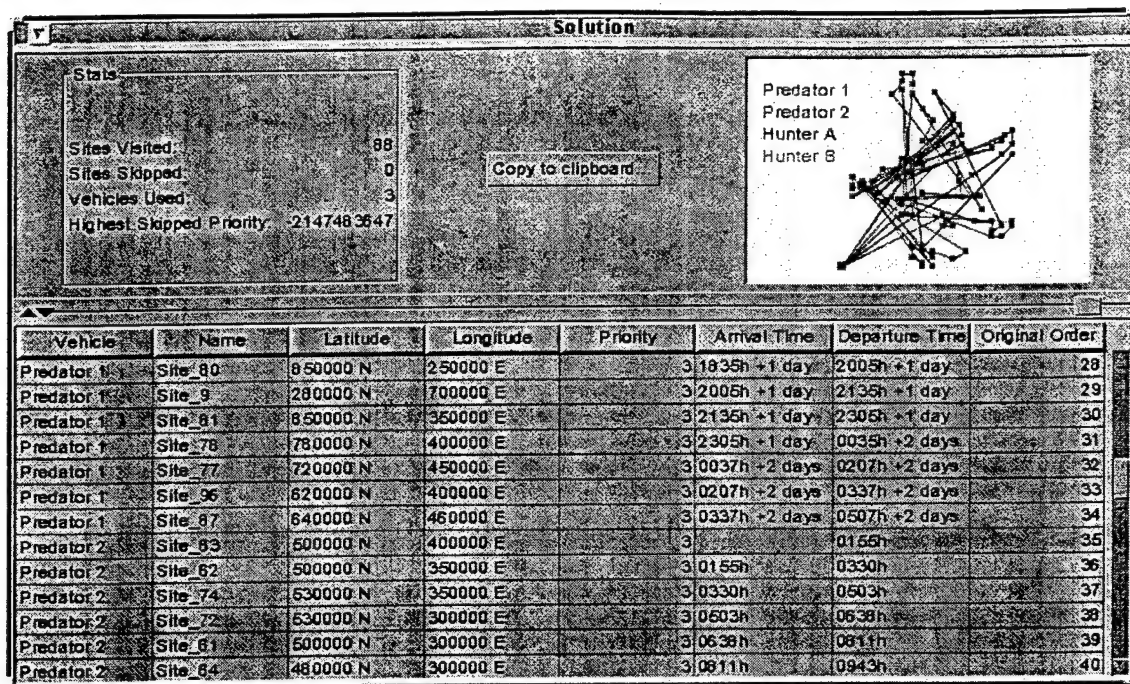 Solution
Stats
Sites Visited: 88
Sites Skipped: 0
Vehicles Used: 3
Highest Skipped Priority: -2147483647
Copy to clipboard...
Predator 1
Predator 2
Hunter A
Hunter B
Vehicle Name Latitude Longitude Priority Arrival Time Departure Time Original Order
Predator 1 Site_80 850000 N 250000 E 3 1835h +1 day 2005h +1 day 28
Predator 1 Site_9 280000 N 700000 E 3 2005h +1 day 2135h +1 day 29
Predator 1 Site_81 850000 N 350000 E 3 2135h +1 day 2305h +1 day 30
Predator 1 Site_78 780000 N 400000 E 3 2305h +1 day 0035h +2 days 31
Predator 1 Site_77 720000 N 450000 E 3 0037h +2 days 0207h +2 days 32
Predator 1 Site_96 620000 N 400000 E 3 0207h +2 days 0337h +2 days 33
Predator 1 Site_87 640000 N 460000 E 3 0337h +2 days 0507h +2 days 34
Predator 2 Site_63 500000 N 400000 E 3 0155h 35
Predator 2 Site_62 500000 N 350000 E 3 0155h 0330h 36
Predator 2 Site_74 530000 N 350000 E 3 0330h 0503h 37
Predator 2 Site_72 530000 N 300000 E 3 0503h 0638h 38
Predator 2 Site_61 500000 N 300000 E 3 0638h 0811h 39
Predator 2 Site_64 480000 N 300000 E 3 0811h 0943h 40